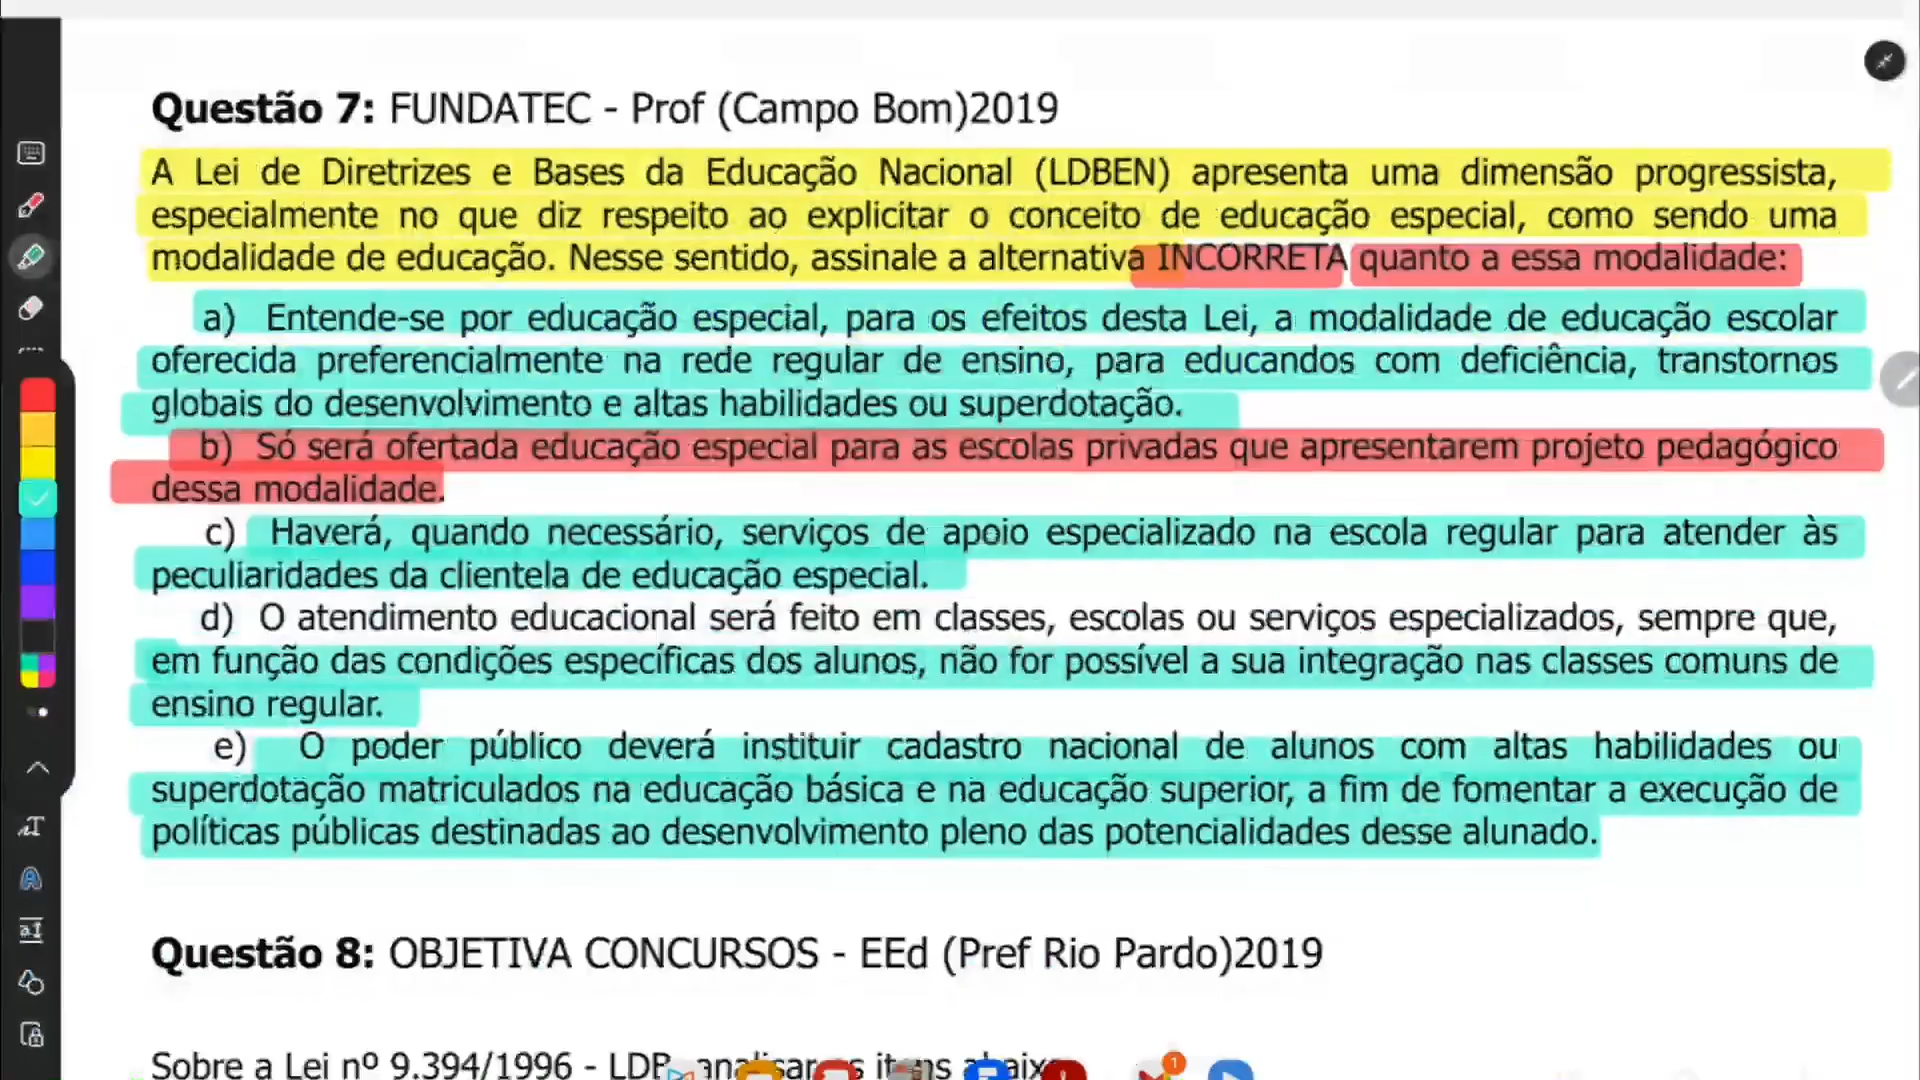 Questão 7: FUNDATEC - Prof (Campo Bom)2019
A Lei de Diretrizes e Bases da Educação Nacional (LDBEN) apresenta uma dimensão progressista,
especialmente no que diz respeito ao explicitar o conceito de educação especial, como sendo uma
modalidade de educação. Nesse sentido, assinale a alternativa INCORRETA quanto a essa modalidade:
a) Entende-se por educação especial, para os efeitos desta Lei, a modalidade de educação escolar
oferecida preferencialmente na rede regular de ensino, para educandos com deficiência, transtornos
globais do desenvolvimento e altas habilidades ou superdotação.
b) Só será ofertada educação especial para as escolas privadas que apresentarem projeto pedagógico
dessa modalidade.
c) Haverá, quando necessário, serviços de apoio especializado na escola regular para atender às
peculiaridades da clientela de educação especial.
d) O atendimento educacional será feito em classes, escolas ou serviços especializados, sempre que,
em função das condições específicas dos alunos, não for possível a sua integração nas classes comuns de
ensino regular.
e) O poder público deverá instituir cadastro nacional de alunos com altas habilidades ou
superdotação matriculados na educação básica e na educação superior, a fim de fomentar a execução de
políticas públicas destinadas ao desenvolvimento pleno das potencialidades desse alunado.
Questão 8: OBJETIVA CONCURSOS - EEd (Pref Rio Pardo)2019
Sobre a Lei nº 9.394/1996 - LDB
1